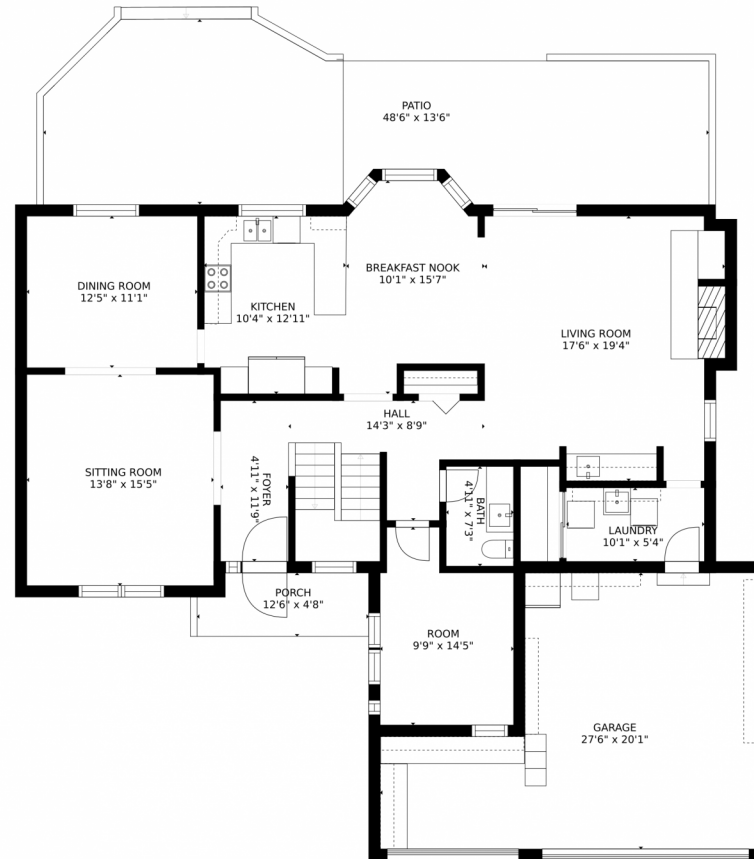 PATIO
48'6" x 13'6"
DINING ROOM
12'5" x 11'1"
BREAKFAST NOOK
10'1" x 15'7"
KITCHEN
10'4" x 12'11"
LIVING ROOM
17'6" x 19'4"
HALL
14'3" x 8'9"
SITTING ROOM
13'8" x 15'5"
FOYER
4'11" x 11'9"
BATH
4'11" x 7'3"
LAUNDRY
10'1" x 5'4"
PORCH
12'6" x 4'8"
ROOM
9'9" x 14'5"
GARAGE
27'6" x 20'1"